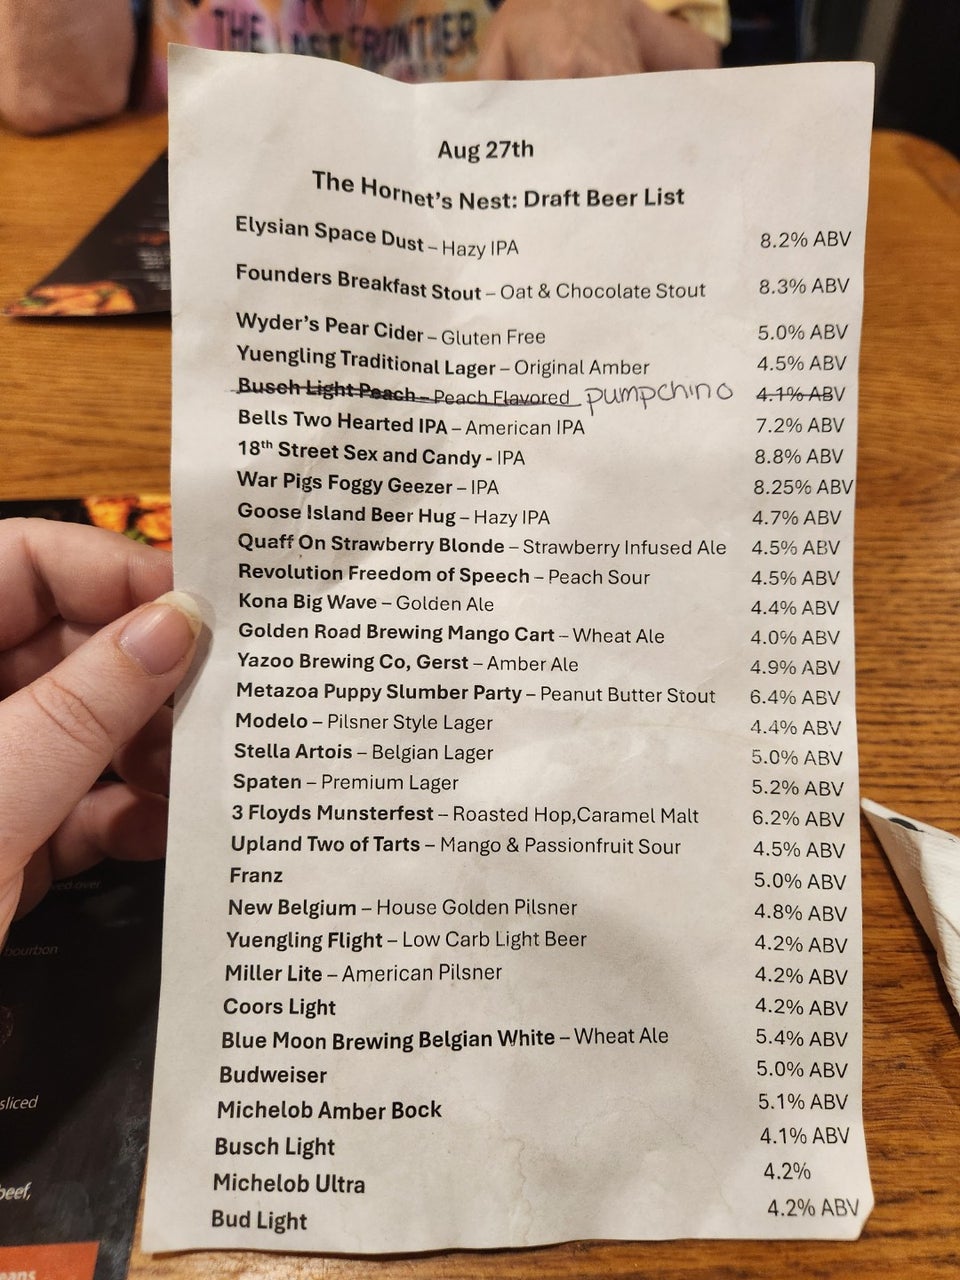 THE LAST FRONTIER
Aug 27th
The Hornet's Nest: Draft Beer List
Elysian Space Dust – Hazy IPA 8.2% ABV
Founders Breakfast Stout – Oat & Chocolate Stout 8.3% ABV
Wyder's Pear Cider – Gluten Free 5.0% ABV
Yuengling Traditional Lager – Original Amber 4.5% ABV
Busch Light Peach – Peach Flavored pumpchino 4.1% ABV
Bells Two Hearted IPA – American IPA 7.2% ABV
18th Street Sex and Candy - IPA 8.8% ABV
War Pigs Foggy Geezer – IPA 8.25% ABV
Goose Island Beer Hug – Hazy IPA 4.7% ABV
Quaff On Strawberry Blonde – Strawberry Infused Ale 4.5% ABV
Revolution Freedom of Speech – Peach Sour 4.5% ABV
Kona Big Wave – Golden Ale 4.4% ABV
Golden Road Brewing Mango Cart – Wheat Ale 4.0% ABV
Yazoo Brewing Co, Gerst – Amber Ale 4.9% ABV
Metazoa Puppy Slumber Party – Peanut Butter Stout 6.4% ABV
Modelo – Pilsner Style Lager 4.4% ABV
Stella Artois – Belgian Lager 5.0% ABV
Spaten – Premium Lager 5.2% ABV
3 Floyds Munsterfest – Roasted Hop,Caramel Malt 6.2% ABV
Upland Two of Tarts – Mango & Passionfruit Sour 4.5% ABV
Franz 5.0% ABV
New Belgium – House Golden Pilsner 4.8% ABV
Yuengling Flight – Low Carb Light Beer 4.2% ABV
Miller Lite – American Pilsner 4.2% ABV
Coors Light 4.2% ABV
Blue Moon Brewing Belgian White – Wheat Ale 5.4% ABV
Budweiser 5.0% ABV
Michelob Amber Bock 5.1% ABV
Busch Light 4.1% ABV
Michelob Ultra 4.2%
Bud Light 4.2% ABV
over
bourbon
sliced
beef,